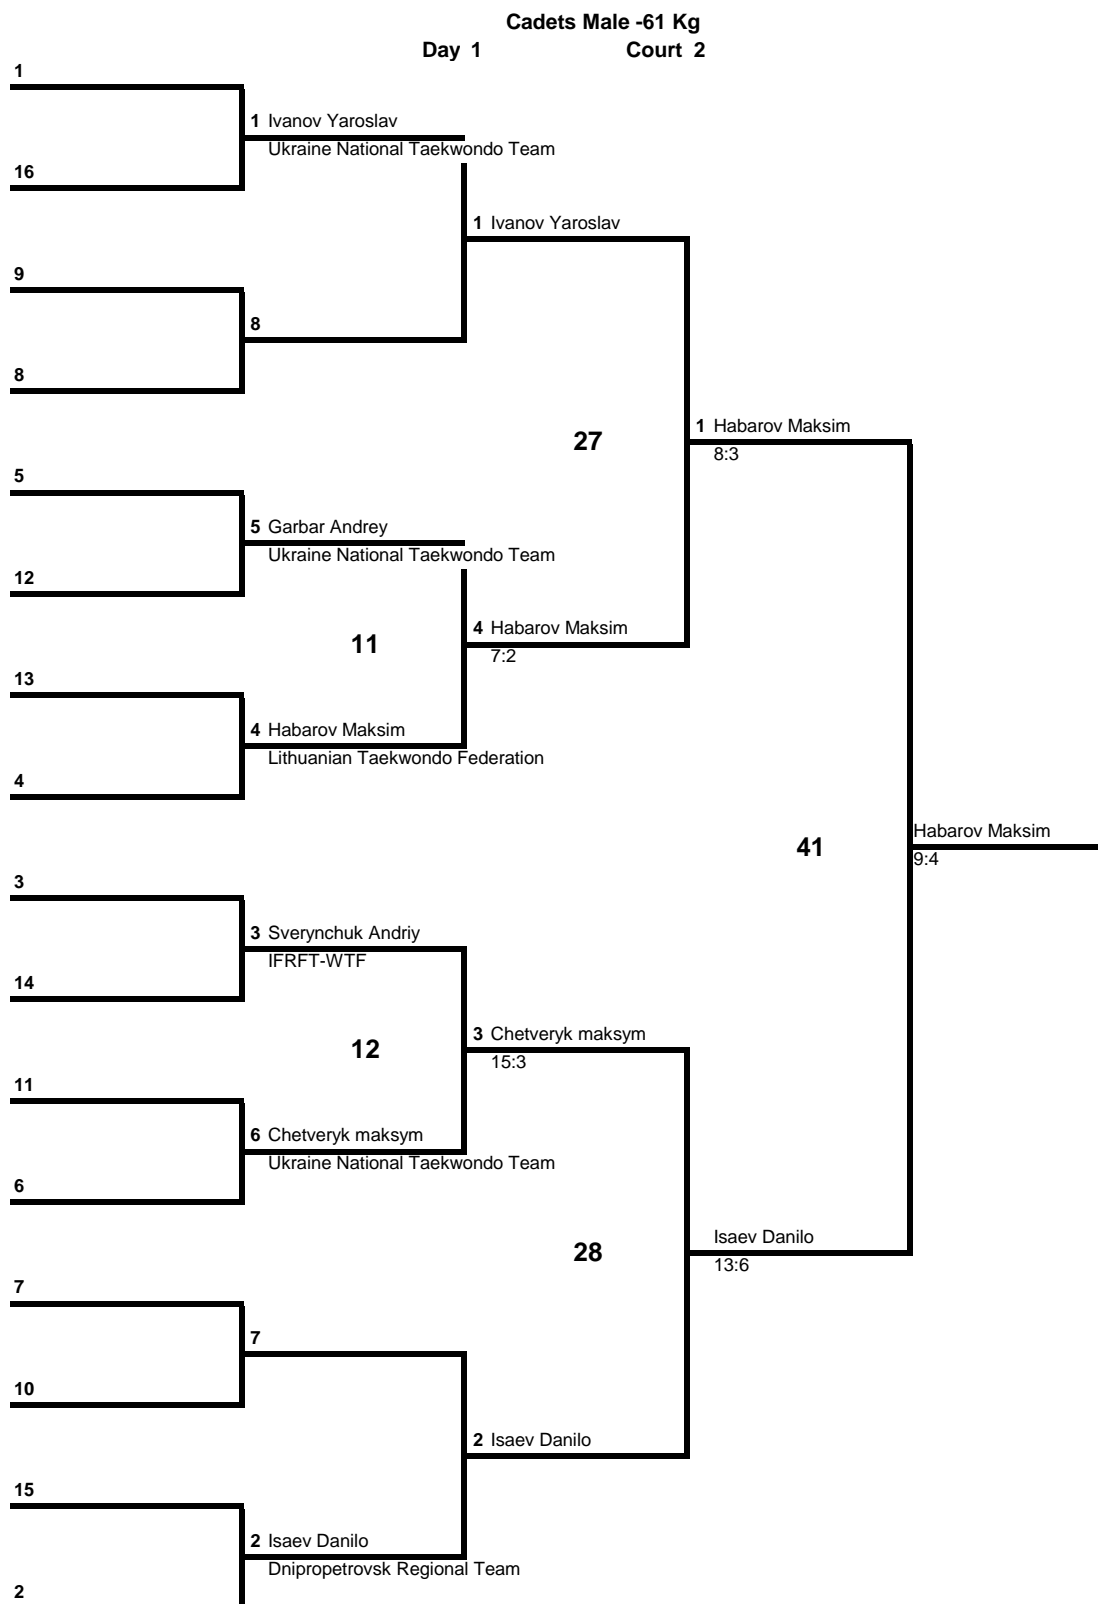 Cadets Male -61 Kg
Day 1 Court 2
1
1 Ivanov Yaroslav
Ukraine National Taekwondo Team
16
1 Ivanov Yaroslav
9
8
8
27
1 Habarov Maksim
8:3
5
5 Garbar Andrey
Ukraine National Taekwondo Team
12
11
4 Habarov Maksim
7:2
13
4 Habarov Maksim
Lithuanian Taekwondo Federation
4
41
Habarov Maksim
9:4
3
3 Sverynchuk Andriy
IFRFT-WTF
14
12
3 Chetveryk maksym
15:3
11
6 Chetveryk maksym
Ukraine National Taekwondo Team
6
28
Isaev Danilo
13:6
7
7
10
2 Isaev Danilo
15
2 Isaev Danilo
Dnipropetrovsk Regional Team
2